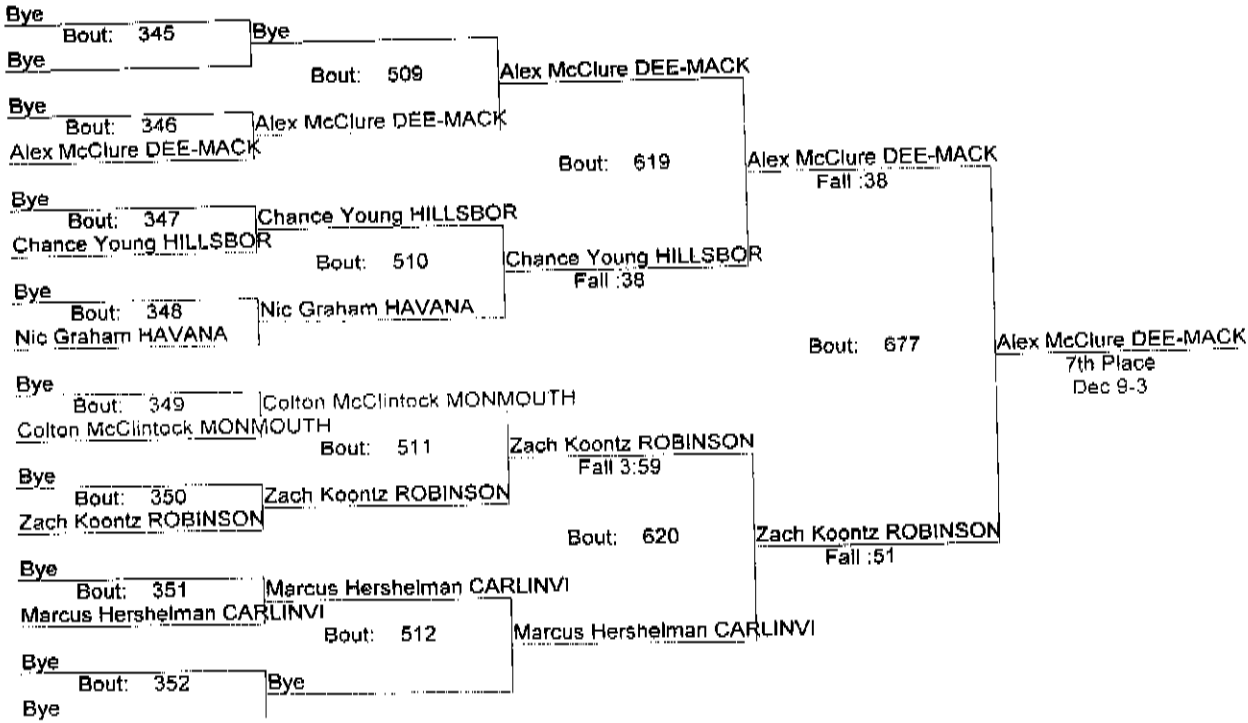 Bye
Bout: 345
Bye
Bye
Bout: 509
Alex McClure DEE-MACK
Bye
Bout: 346
Alex McClure DEE-MACK
Alex McClure DEE-MACK
Bout: 619
Alex McClure DEE-MACK
Fall :38
Bye
Bout: 347
Chance Young HILLSBOR
Chance Young HILLSBOR
Bout: 510
Chance Young HILLSBOR
Fall :38
Bye
Bout: 348
Nic Graham HAVANA
Nic Graham HAVANA
Bout: 677
Alex McClure DEE-MACK
7th Place
Dec 9-3
Bye
Bout: 349
Colton McClintock MONMOUTH
Colton McClintock MONMOUTH
Bout: 511
Zach Koontz ROBINSON
Fall 3:59
Bye
Bout: 350
Zach Koontz ROBINSON
Zach Koontz ROBINSON
Bout: 620
Zach Koontz ROBINSON
Fall :51
Bye
Bout: 351
Marcus Hershelman CARLINVI
Marcus Hershelman CARLINVI
Bout: 512
Marcus Hershelman CARLINVI
Bye
Bout: 352
Bye
Bye